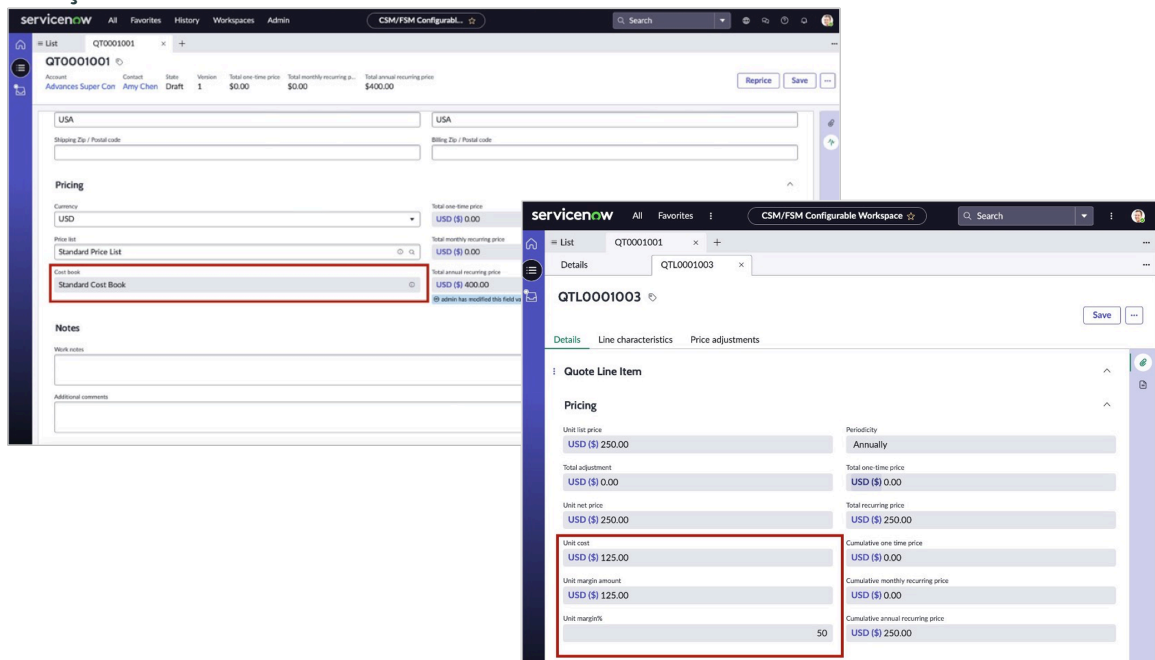 servicenow All Favorites History Workspaces Admin CSM/FSM Configurabl... Search
List QT0001001 × +
QT0001001
Account Contact State Version Total one-time price Total monthly recurring p... Total annual recurring price
Advances Super Con Amy Chen Draft 1 $0.00 $0.00 $400.00
Reprice Save
USA USA
Shipping Zip / Postal code Billing Zip / Postal code
Pricing
Currency Total one-time price
USD USD ($) 0.00
Price list Total monthly recurring price
Standard Price List USD ($) 0.00
Cost book Total annual recurring price
Standard Cost Book USD ($) 400.00
admin has modified this field va
Notes
Work notes
Additional comments
servicenow All Favorites CSM/FSM Configurable Workspace Search
List QT0001001 × +
Details QTL0001003 ×
QTL0001003
Save
Details Line characteristics Price adjustments
Quote Line Item
Pricing
Unit list price Periodicity
USD ($) 250.00 Annually
Total adjustment Total one-time price
USD ($) 0.00 USD ($) 0.00
Unit net price Total recurring price
USD ($) 250.00 USD ($) 250.00
Unit cost Cumulative one time price
USD ($) 125.00 USD ($) 0.00
Unit margin amount Cumulative monthly recurring price
USD ($) 125.00 USD ($) 0.00
Unit margin% Cumulative annual recurring price
50 USD ($) 250.00